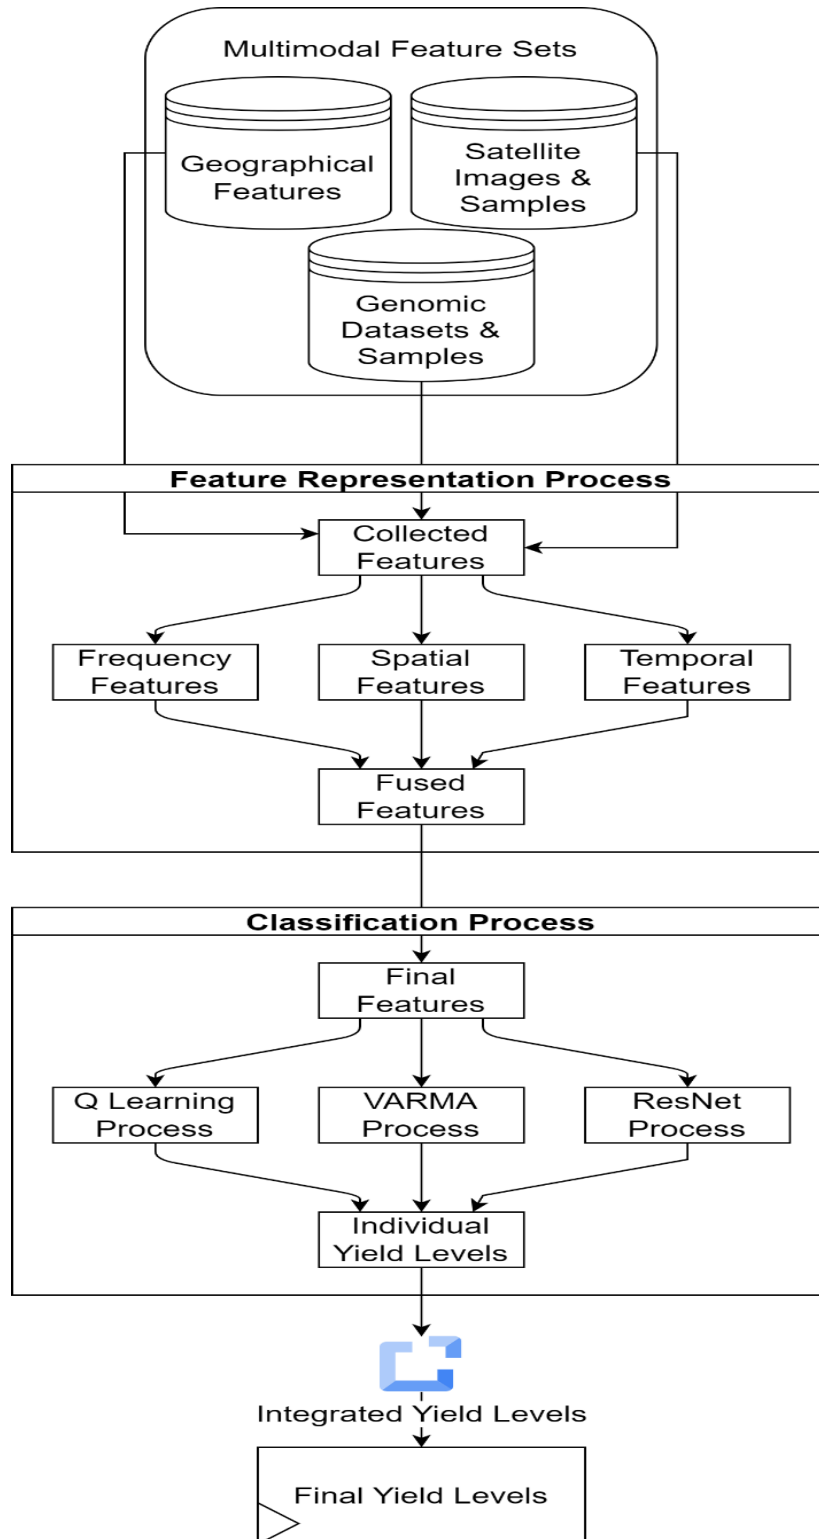 Multimodal Feature Sets
Geographical
Features
Satellite
Images &
Samples
Genomic
Datasets &
Samples
Feature Representation Process
Collected
Features
Frequency
Features
Spatial
Features
Temporal
Features
Fused
Features
Classification Process
Final
Features
Q Learning
Process
VARMA
Process
ResNet
Process
Individual
Yield Levels
Integrated Yield Levels
Final Yield Levels